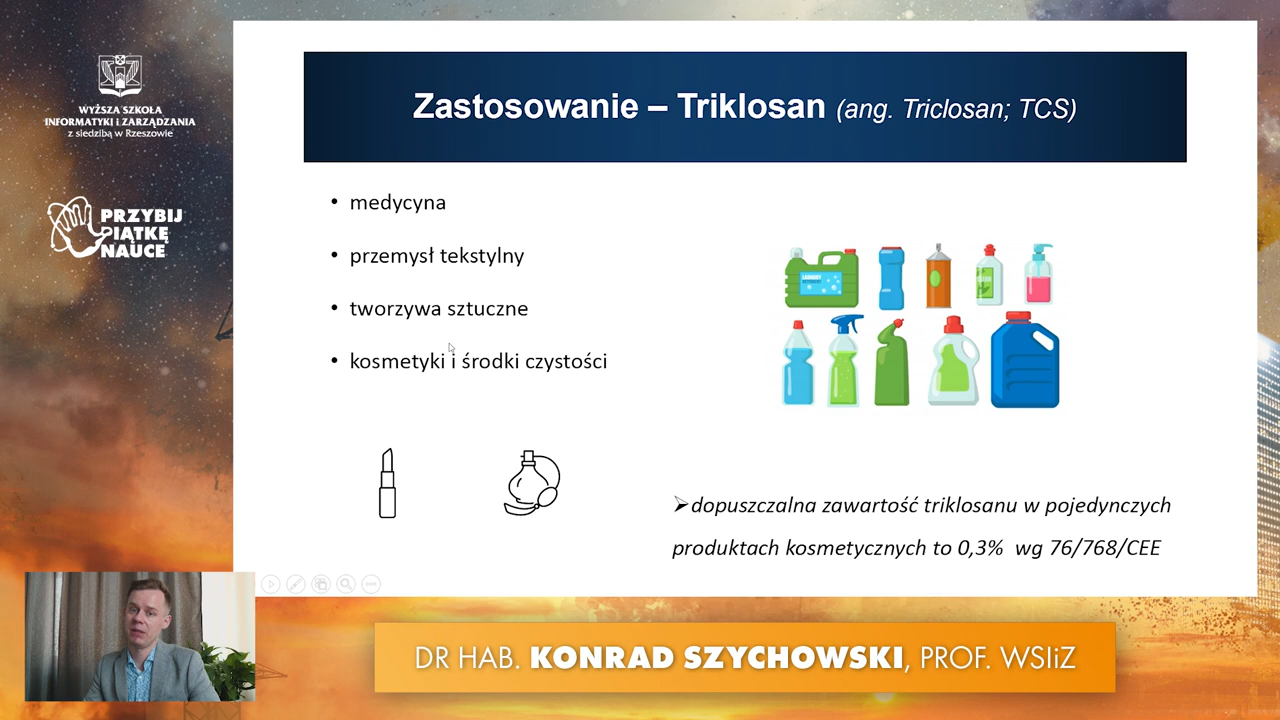 WYŻSZA SZKOŁA
INFORMATYKI i ZARZĄDZANIA
z siedzibą w Rzeszowie
PRZYBIJ
PIĄTKĘ
NAUCE
Zastosowanie – Triklosan (ang. Triclosan; TCS)
• medycyna
• przemysł tekstylny
• tworzywa sztuczne
• kosmetyki i środki czystości
➢dopuszczalna zawartość triklosanu w pojedynczych
produktach kosmetycznych to 0,3% wg 76/768/CEE
DR HAB. KONRAD SZYCHOWSKI, PROF. WSIiZ